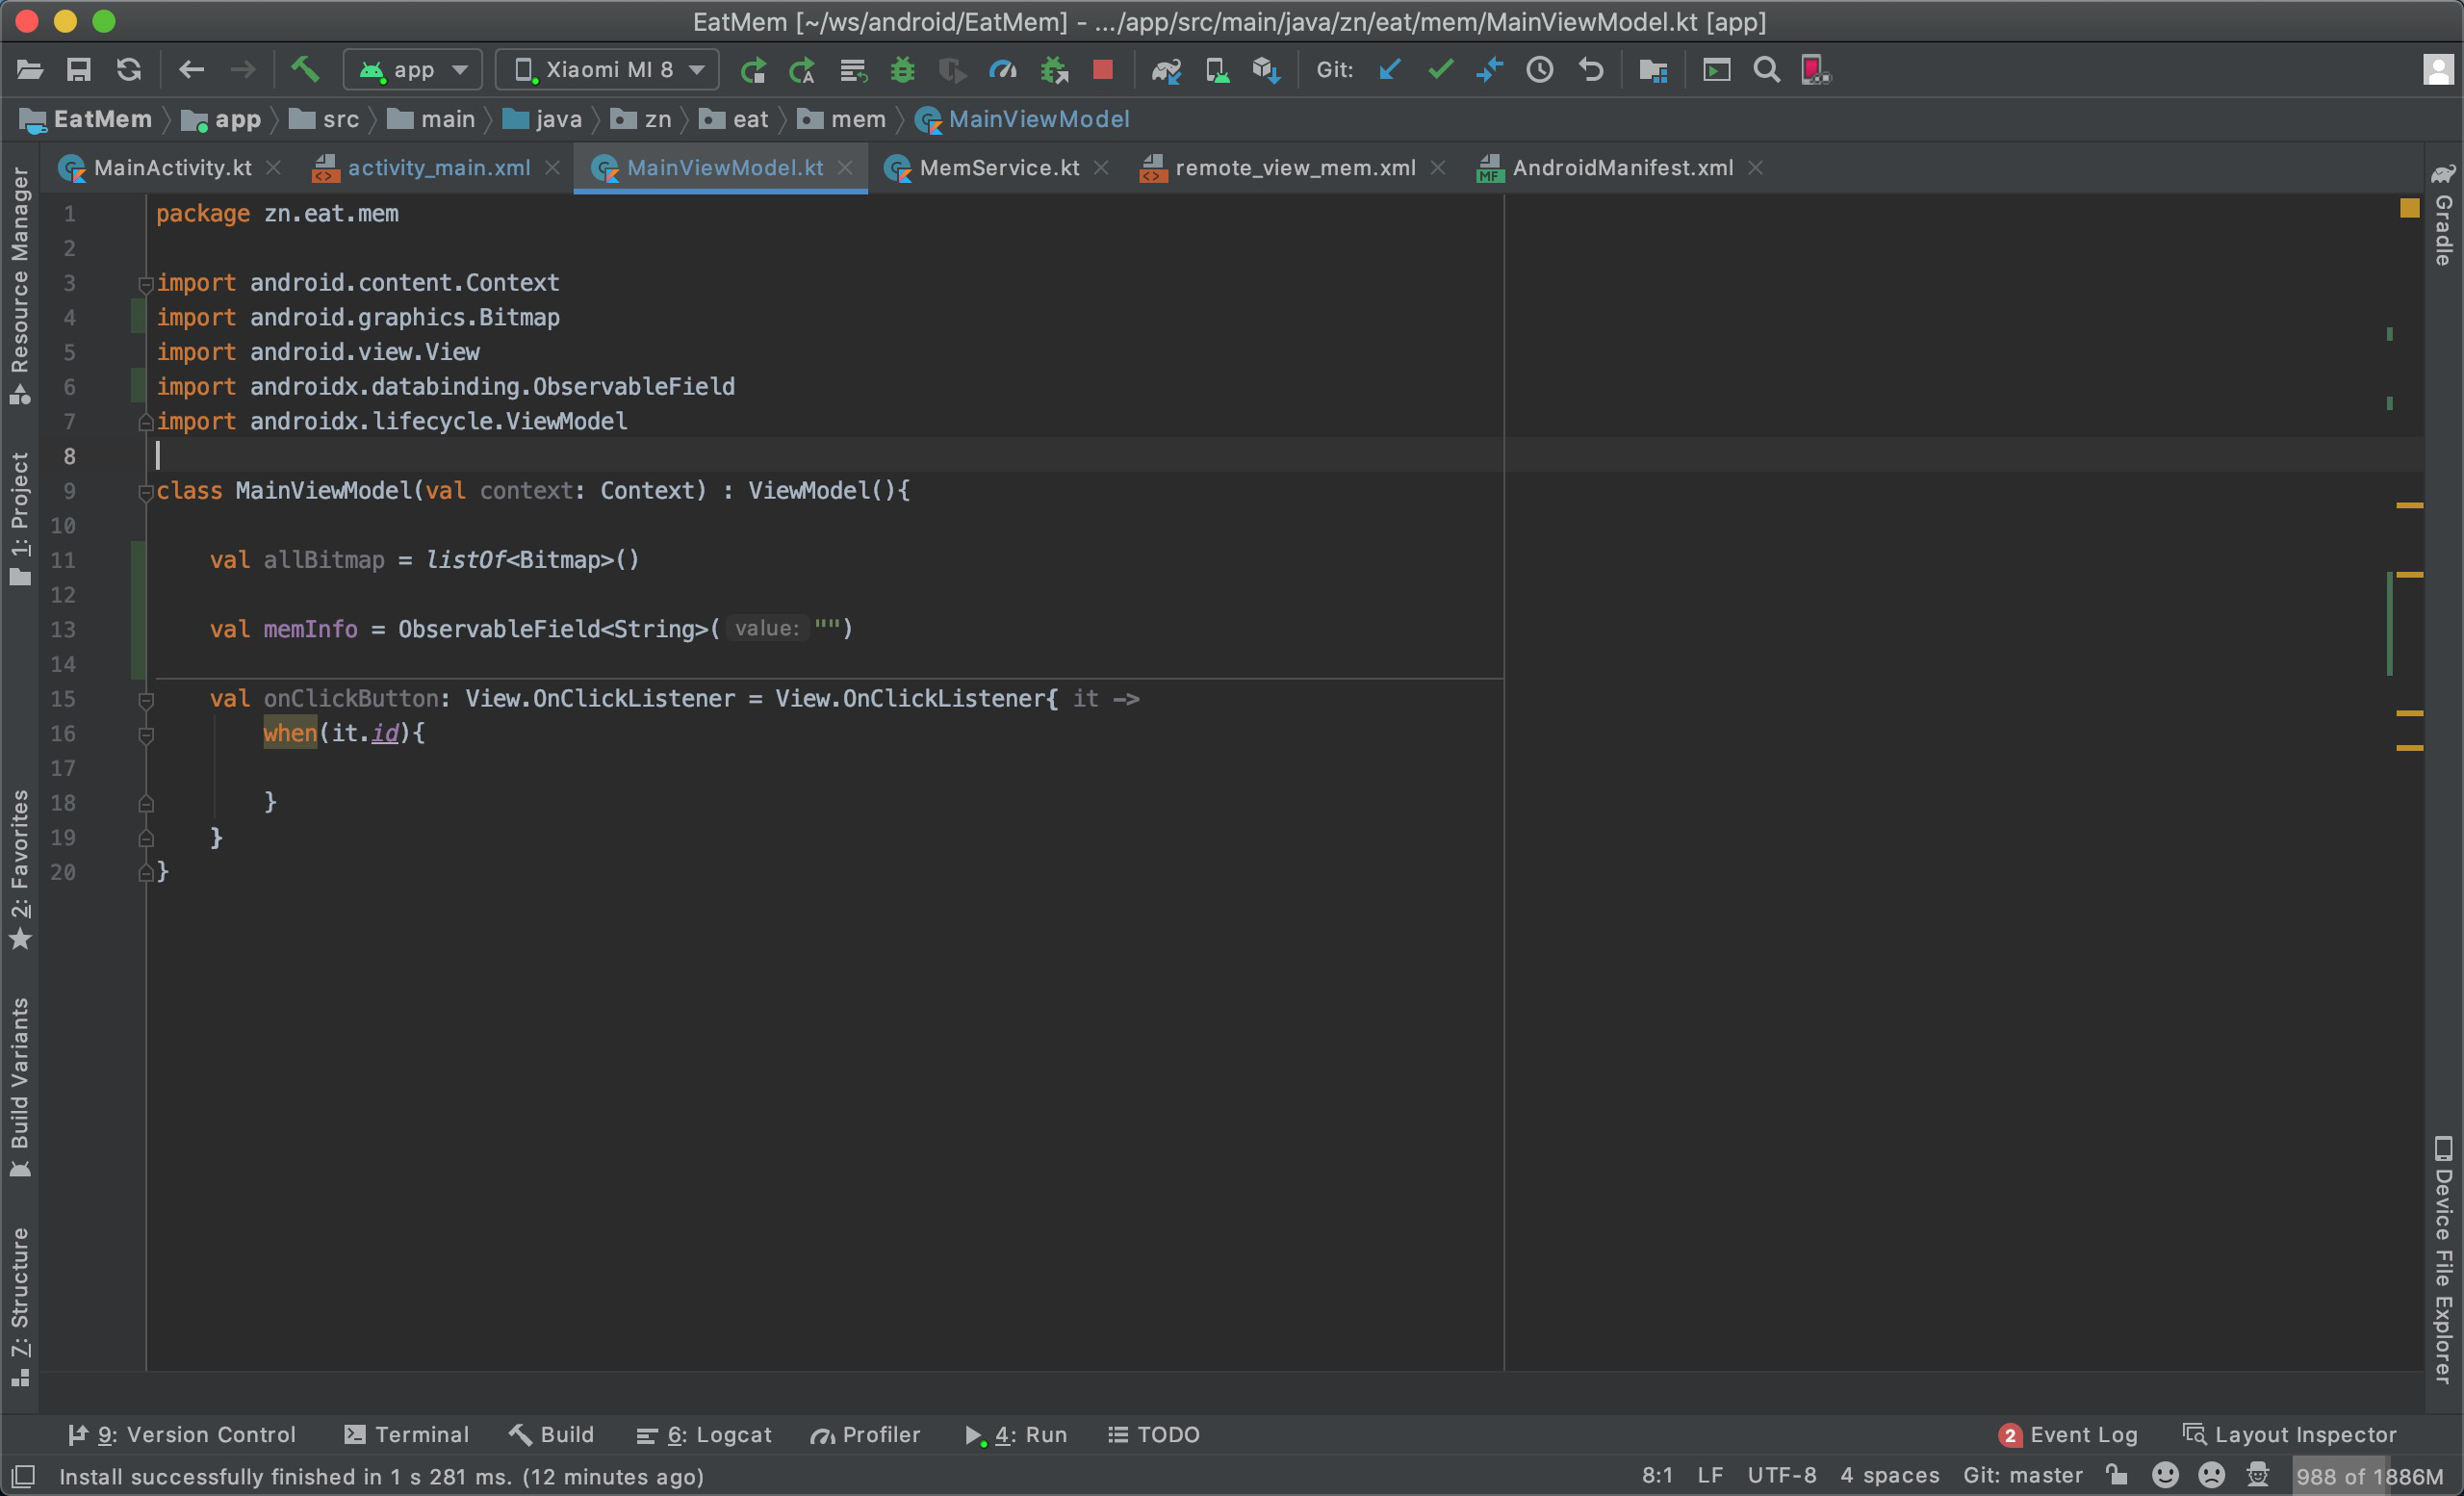 EatMem [~/ws/android/EatMem] - .../app/src/main/java/zn/eat/mem/MainViewModel.kt [app]
app
Xiaomi MI 8
Git:
EatMem app src main java zn eat mem MainViewModel
MainActivity.kt activity_main.xml MainViewModel.kt MemService.kt remote_view_mem.xml AndroidManifest.xml
Resource Manager
1: Project
2: Favorites
Build Variants
7: Structure
1 package zn.eat.mem
2
3 import android.content.Context
4 import android.graphics.Bitmap
5 import android.view.View
6 import androidx.databinding.ObservableField
7 import androidx.lifecycle.ViewModel
8
9 class MainViewModel(val context: Context) : ViewModel(){
10
11 val allBitmap = listOf<Bitmap>()
12
13 val memInfo = ObservableField<String>( value: "")
14
15 val onClickButton: View.OnClickListener = View.OnClickListener{ it ->
16 when(it.id){
17
18 }
19 }
20 }
Gradle
Device File Explorer
9: Version Control Terminal Build 6: Logcat Profiler 4: Run TODO 2 Event Log Layout Inspector
Install successfully finished in 1 s 281 ms. (12 minutes ago) 8:1 LF UTF-8 4 spaces Git: master 988 of 1886M